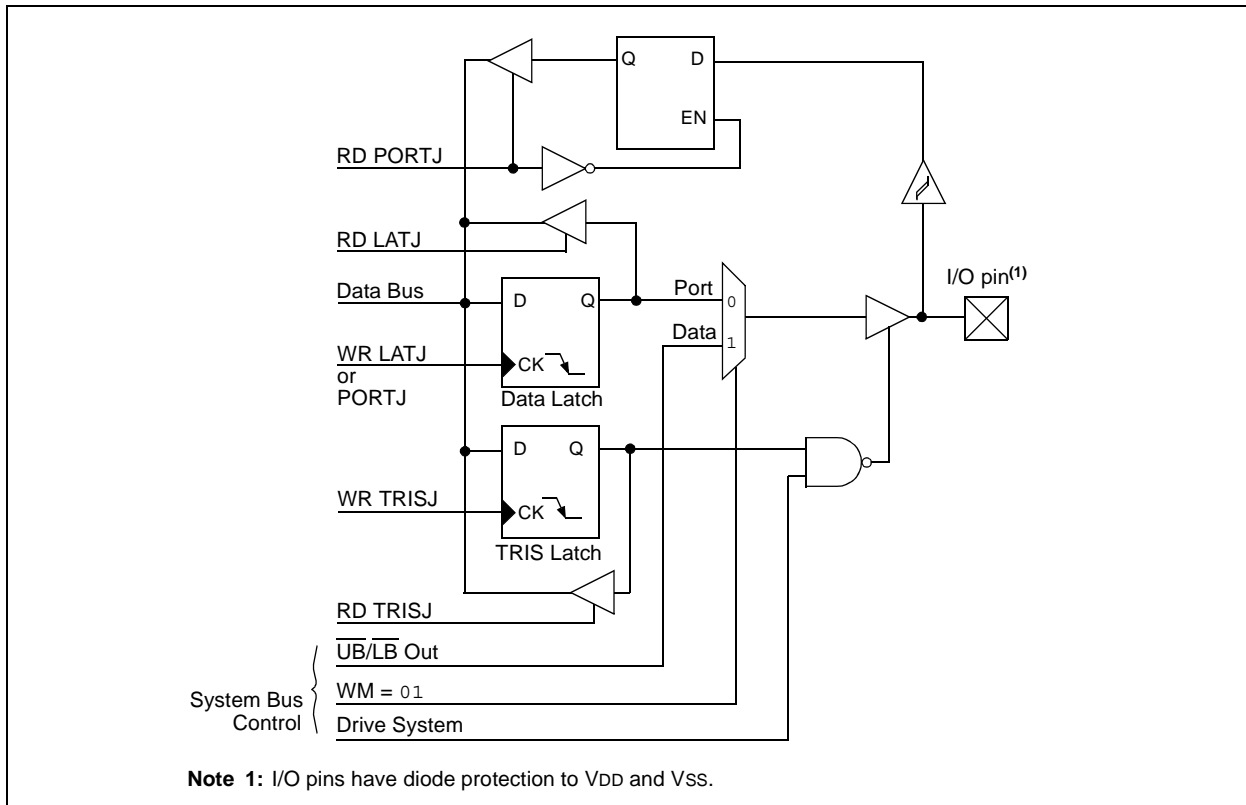 Q D
EN
RD PORTJ
RD LATJ
I/O pin(1)
Data Bus
D Q
Port
0
Data
1
WR LATJ
or
PORTJ
CK
Data Latch
D Q
WR TRISJ
CK
TRIS Latch
RD TRISJ
UB/LB Out
WM = 01
Drive System
System Bus
Control
Note 1: I/O pins have diode protection to VDD and VSS.